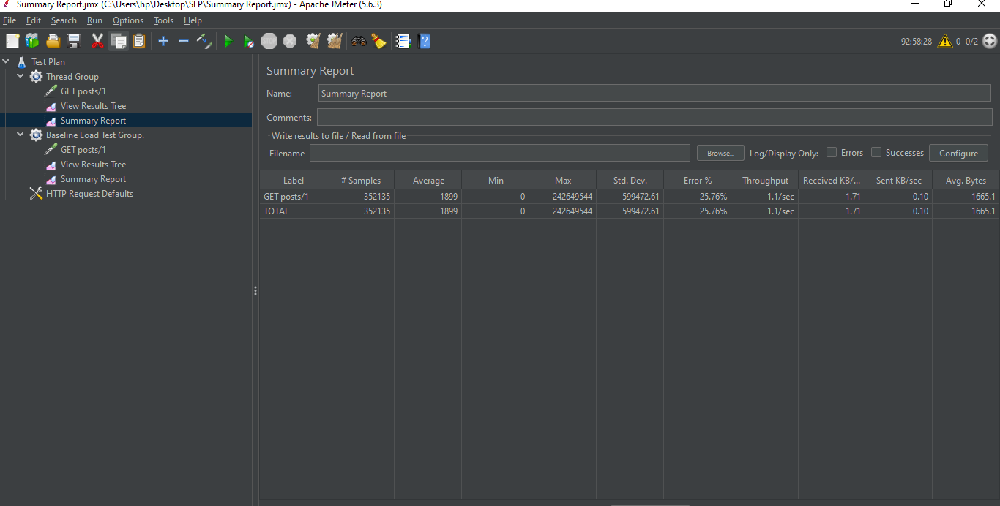 Summary Report.jmx (C:\Users\hp\Desktop\SEP\Summary Report.jmx) - Apache JMeter (5.6.3)
File Edit Search Run Options Tools Help
STOP 92:58:28 0 0/2
Test Plan
Thread Group
GET posts/1
View Results Tree
Summary Report
Baseline Load Test Group.
GET posts/1
View Results Tree
Summary Report
HTTP Request Defaults
Summary Report
Name: Summary Report
Comments:
Write results to file / Read from file
Filename Browse... Log/Display Only: Errors Successes Configure
Label # Samples Average Min Max Std. Dev. Error % Throughput Received KB/... Sent KB/sec Avg. Bytes
GET posts/1 352135 1899 0 242649544 599472.61 25.76% 1.1/sec 1.71 0.10 1665.1
TOTAL 352135 1899 0 242649544 599472.61 25.76% 1.1/sec 1.71 0.10 1665.1